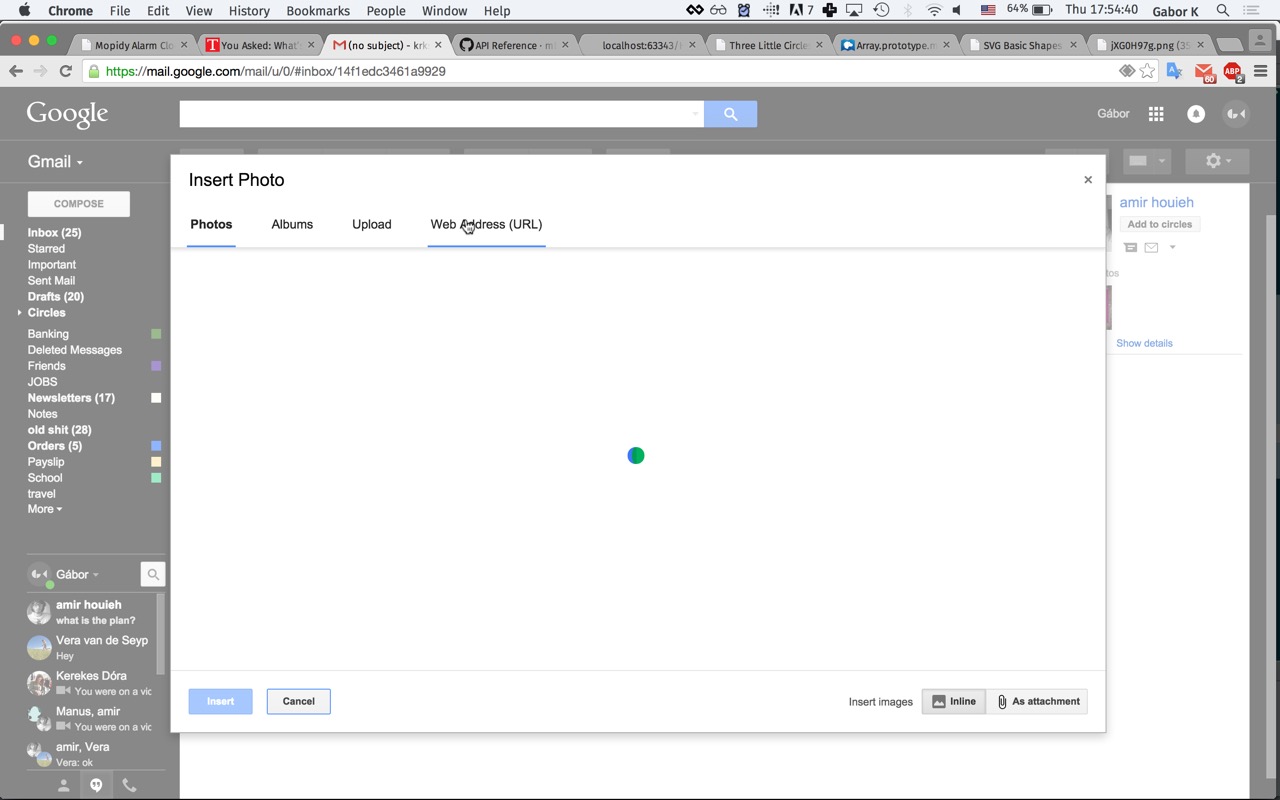 Chrome File Edit View History Bookmarks People Window Help 7 64% Thu 17:54:40 Gabor K
Mopidy Alarm Clo
You Asked: What'
(no subject) - krk
API Reference - m
localhost:63343/
Three Little Circle
Array.prototype.m
SVG Basic Shapes
jXG0H97g.png (35
https://mail.google.com/mail/u/0/#inbox/14f1edc3461a9929
60
ABP
2
Google
Gábor
Gmail
COMPOSE
Inbox (25)
Starred
Important
Sent Mail
Drafts (20)
Circles
Banking
Deleted Messages
Friends
JOBS
Newsletters (17)
Notes
old shit (28)
Orders (5)
Payslip
School
travel
More
Gábor
amir houieh
what is the plan?
Vera van de Seyp
Hey
Kerekes Dóra
You were on a vic
Manus, amir
You were on a vic
amir, Vera
Vera: ok
Insert Photo
Photos Albums Upload Web Address (URL)
Insert Cancel
Insert images Inline As attachment
amir houieh
Add to circles
tos
Show details